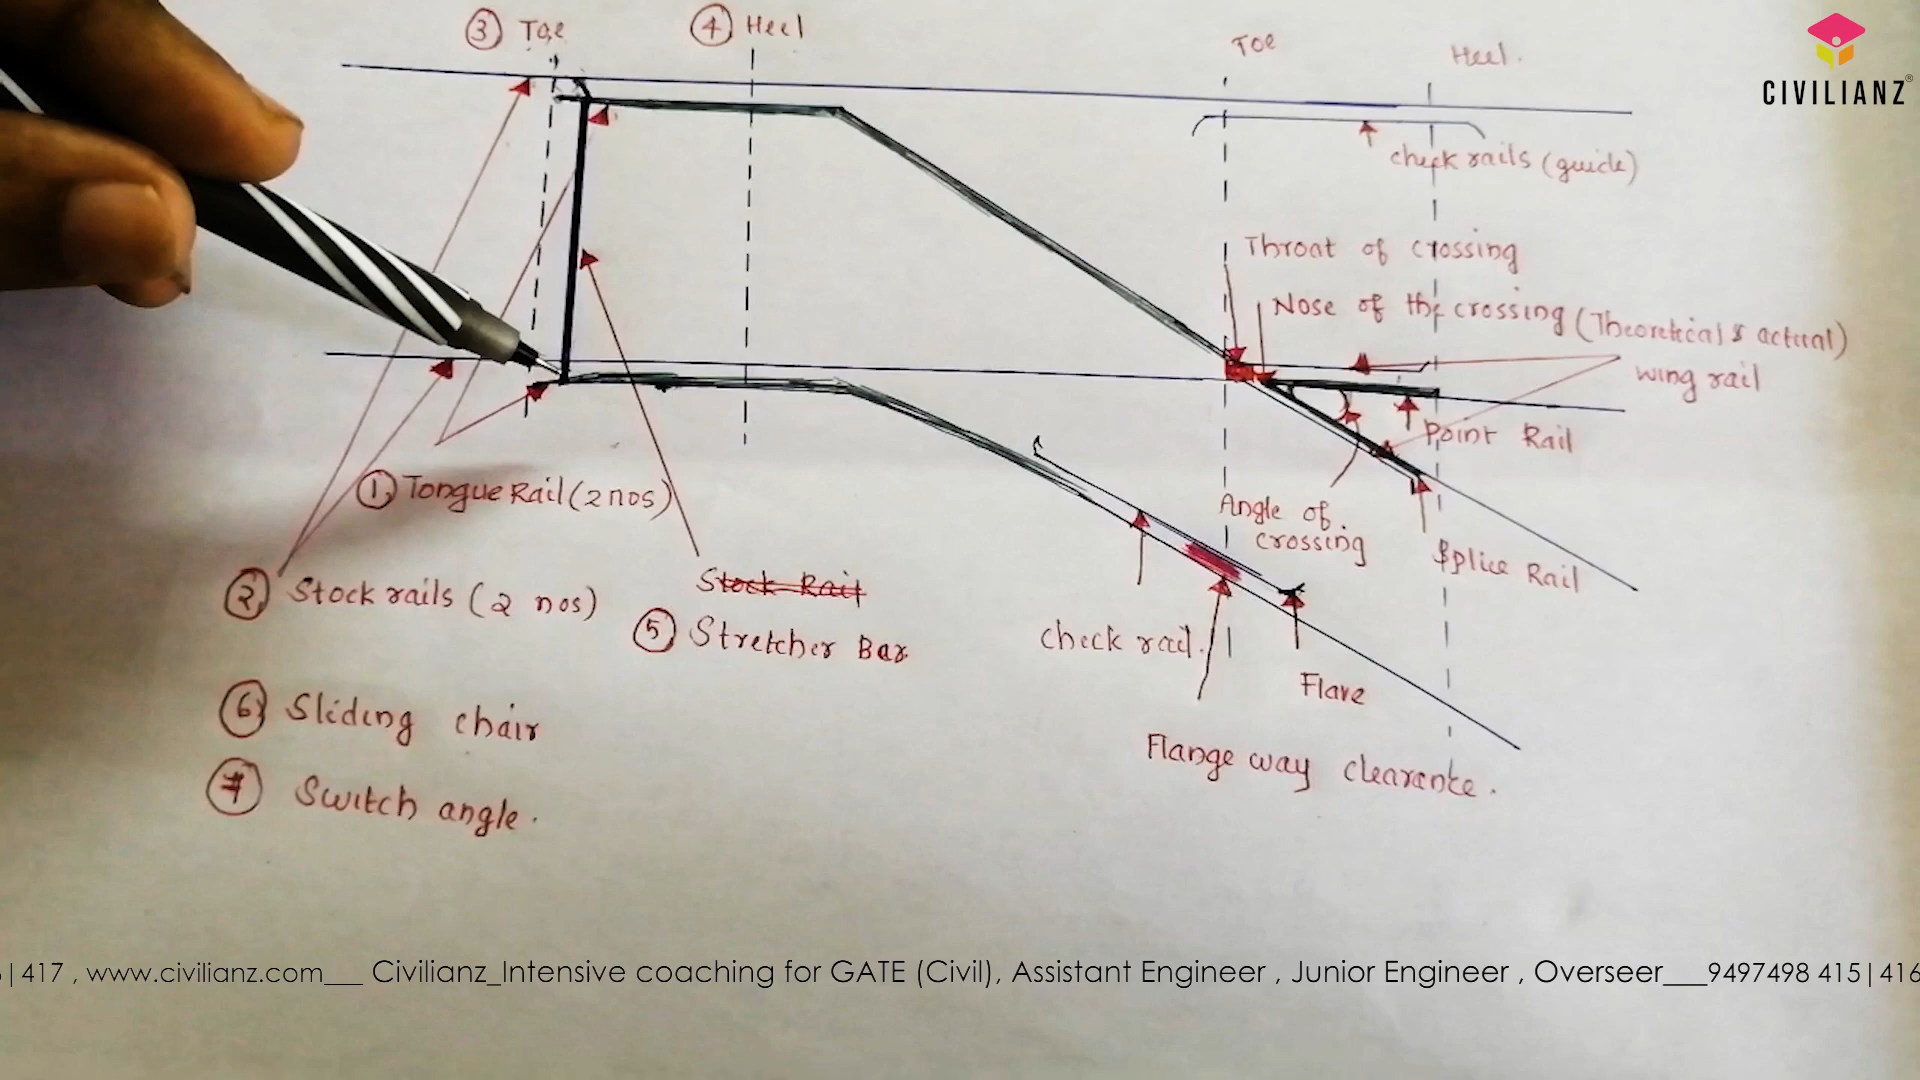 ③ Toe
④ Heel
Toe
Heel.
CIVILIANZ®
check rails (guide)
Throat of crossing
Nose of the crossing (Theoretical & actual)
wing rail
Point Rail
① Tongue Rail (2 nos)
Angle of
crossing
Splice Rail
② Stock rails (2 nos)
Stock Rail
⑤ Stretcher Bar
check rail.
Flare
⑥ Sliding chair
Flange way clearance.
⑦ Switch angle.
|417 , www.civilianz.com___ Civilianz_Intensive coaching for GATE (Civil), Assistant Engineer , Junior Engineer , Overseer___9497498 415|416